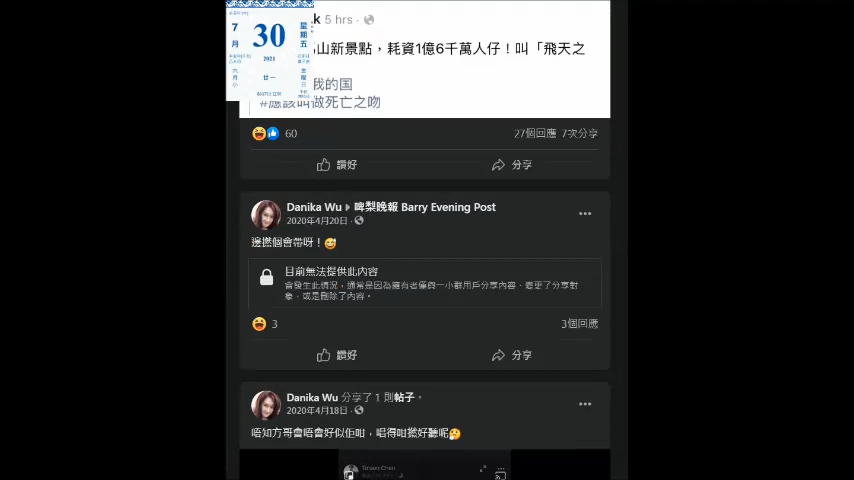 k 5 hrs
7
月
30
星
期
五
2021
廿一
九
月
小
山新景點，耗資1億6千萬人仔！叫「飛天之
我的国
#應該叫做死亡之吻
60
27個回應 7次分享
讚好 分享
Danika Wu 啤梨晚報 Barry Evening Post
2020年4月20日
邊撚個會帶呀！
目前無法提供此內容
會發生此情況，通常是因為擁有者僅與一小群用戶分享內容、變更了分享對
象，或是刪除了內容。
3
3個回應
讚好 分享
Danika Wu 分享了 1 則帖子。
2020年4月18日
唔知方哥會唔會好似佢咁，唱得咁撚好聽呢